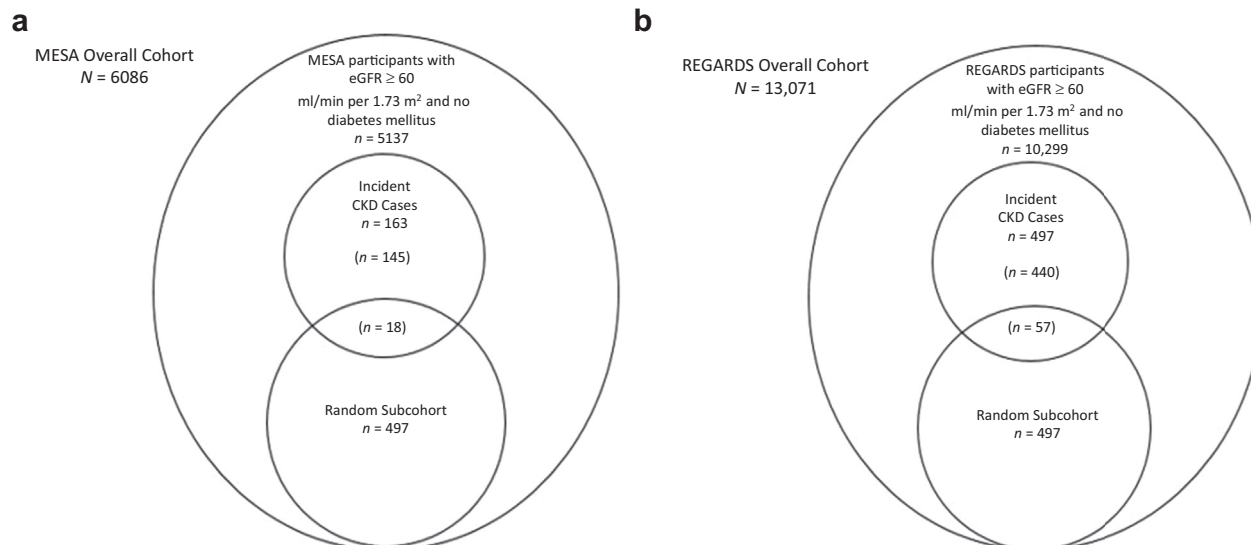 a
MESA Overall Cohort
N = 6086
MESA participants with
eGFR ≥ 60
ml/min per 1.73 m² and no
diabetes mellitus
n = 5137
Incident
CKD Cases
n = 163
(n = 145)
(n = 18)
Random Subcohort
n = 497
b
REGARDS Overall Cohort
N = 13,071
REGARDS participants
with eGFR ≥ 60
ml/min per 1.73 m² and no
diabetes mellitus
n = 10,299
Incident
CKD Cases
n = 497
(n = 440)
(n = 57)
Random Subcohort
n = 497